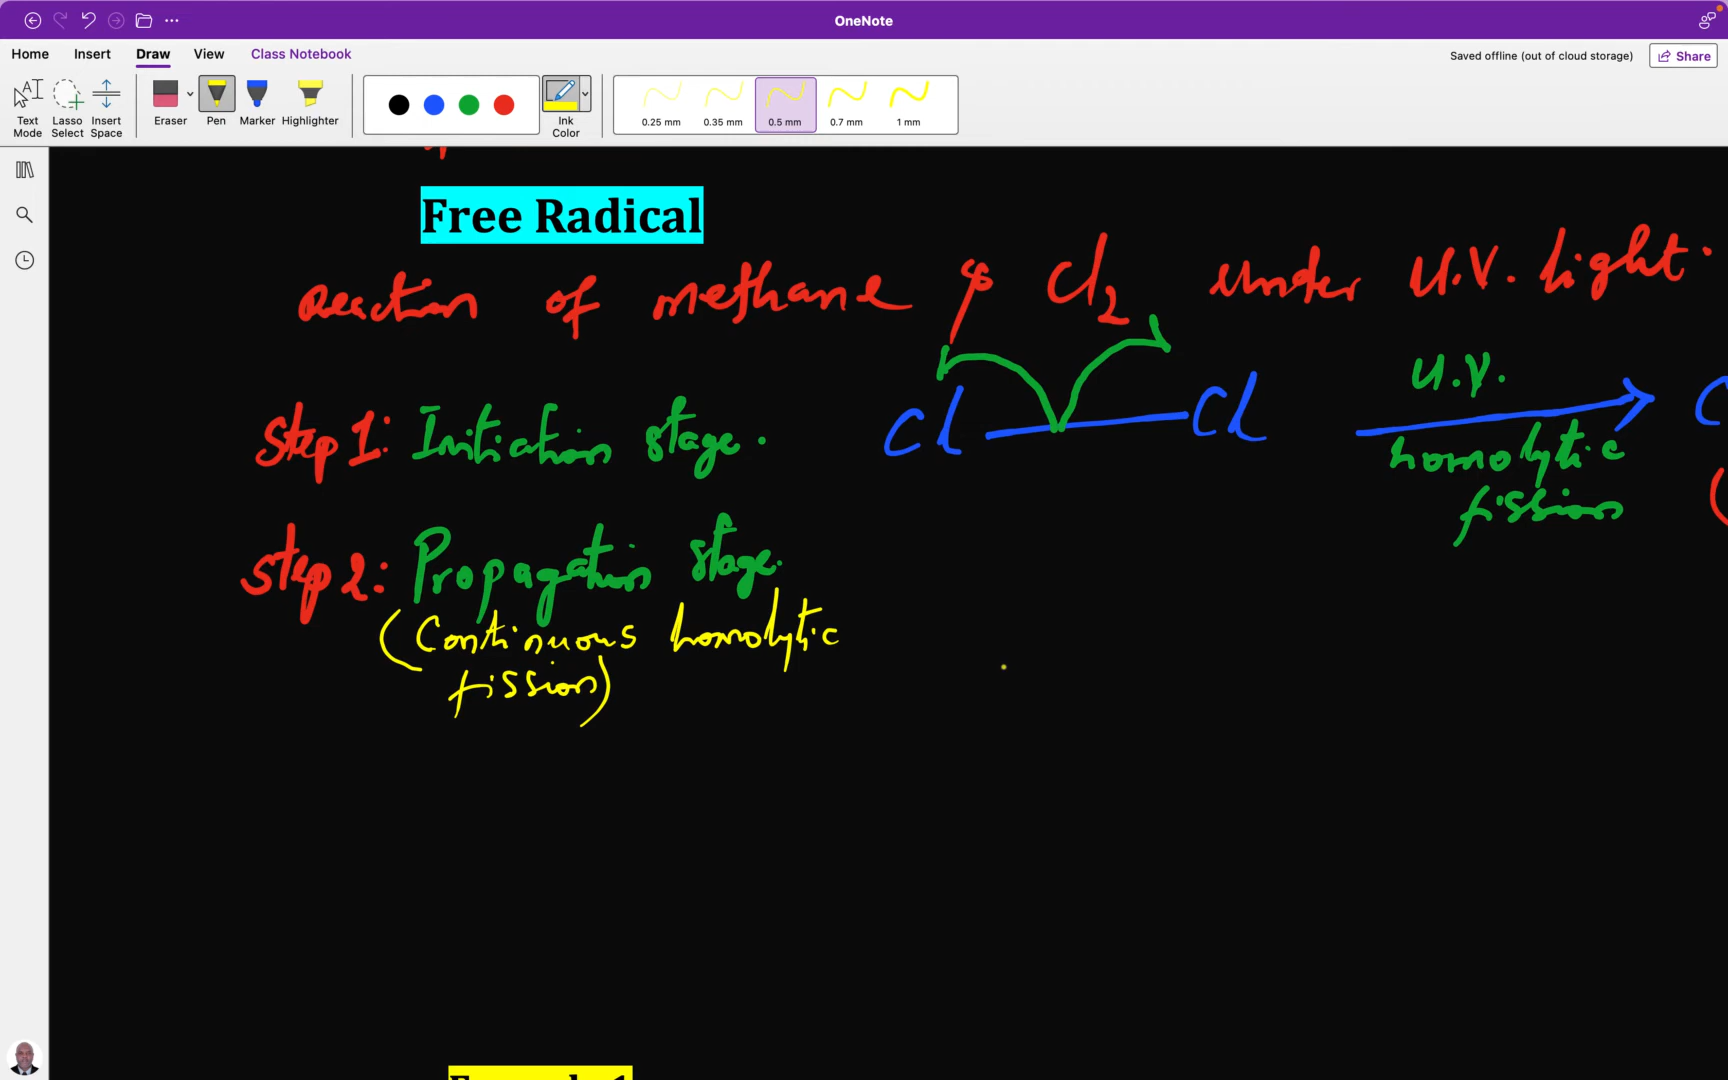 OneNote
Home Insert Draw View Class Notebook
Saved offline (out of cloud storage) Share
Text Mode
Lasso Select
Insert Space
Eraser
Pen
Marker
Highlighter
Ink Color
0.25 mm 0.35 mm 0.5 mm 0.7 mm 1 mm
Free Radical
Reaction of methane & Cl2 under U.V. light.
Step 1: Initiation stage. Cl Cl U.V.
homolytic
fission
Step 2: Propagation stage.
(Continuous homolytic
fission)